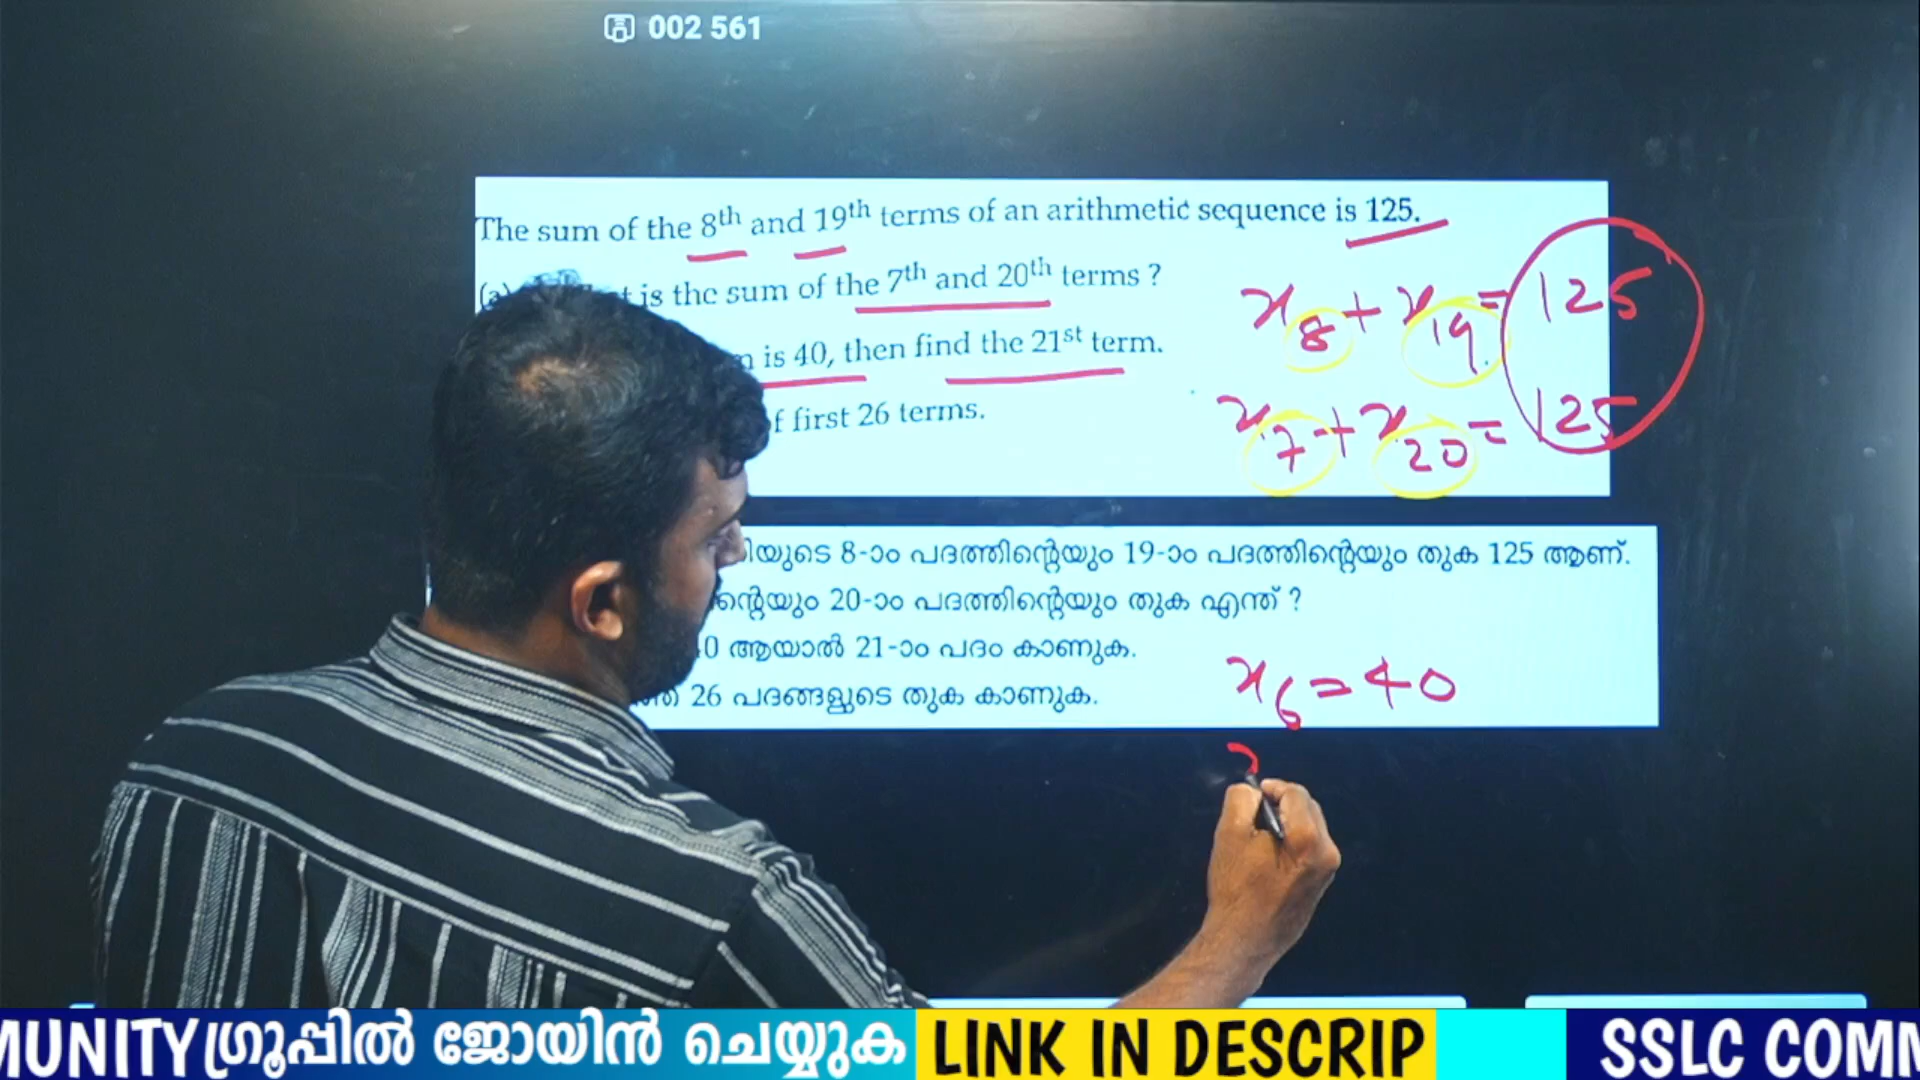 002 561
The sum of the 8th and 19th terms of an arithmetic sequence is 125.
(a) is the sum of the 7th and 20th terms ?
is 40, then find the 21st term.
of first 26 terms.
x8 + x19 = 125
x7 + x20 = 125
8-ാം പദത്തിന്റെയും 19-ാം പദത്തിന്റെയും തുക 125 ആണ്.
20-ാം പദത്തിന്റെയും തുക എന്ത് ?
ആയാൽ 21-ാം പദം കാണുക.
26 പദങ്ങളുടെ തുക കാണുക.
x6 = 40
MUNITY ഗ്രൂപ്പിൽ ജോയിൻ ചെയ്യുക LINK IN DESCRIP SSLC COMM